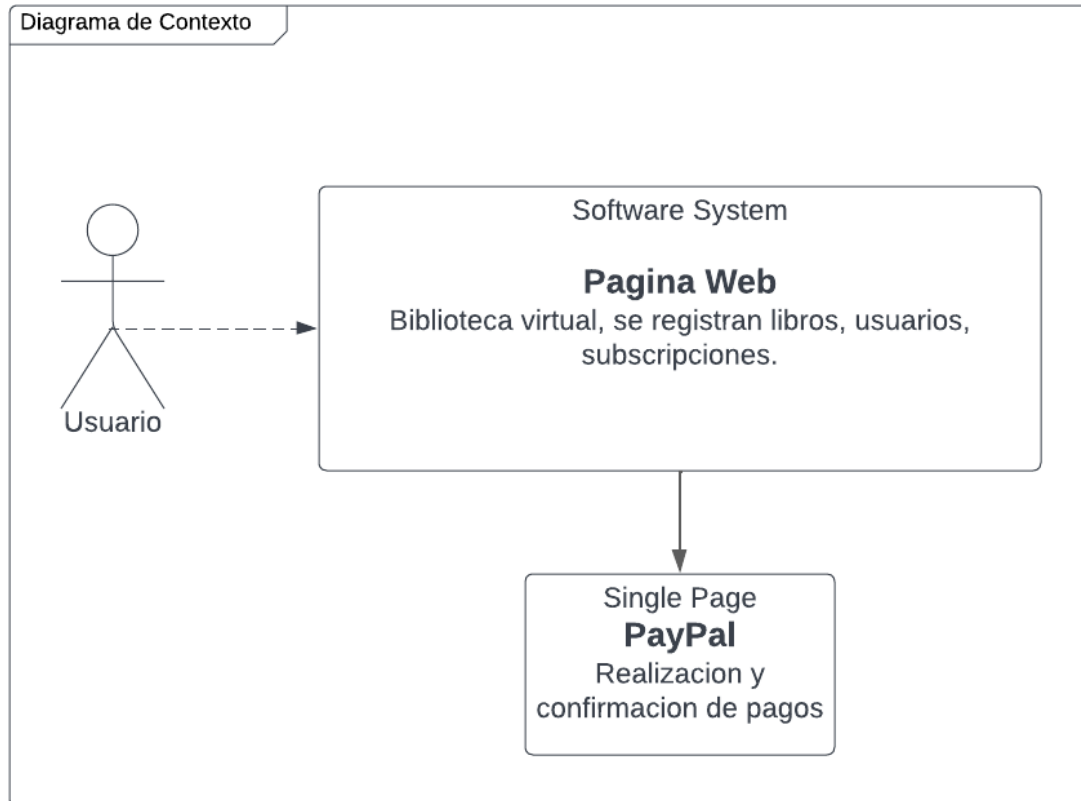 Diagrama de Contexto
Software System
Pagina Web
Biblioteca virtual, se registran libros, usuarios,
subscripciones.
Usuario
Single Page
PayPal
Realizacion y
confirmacion de pagos